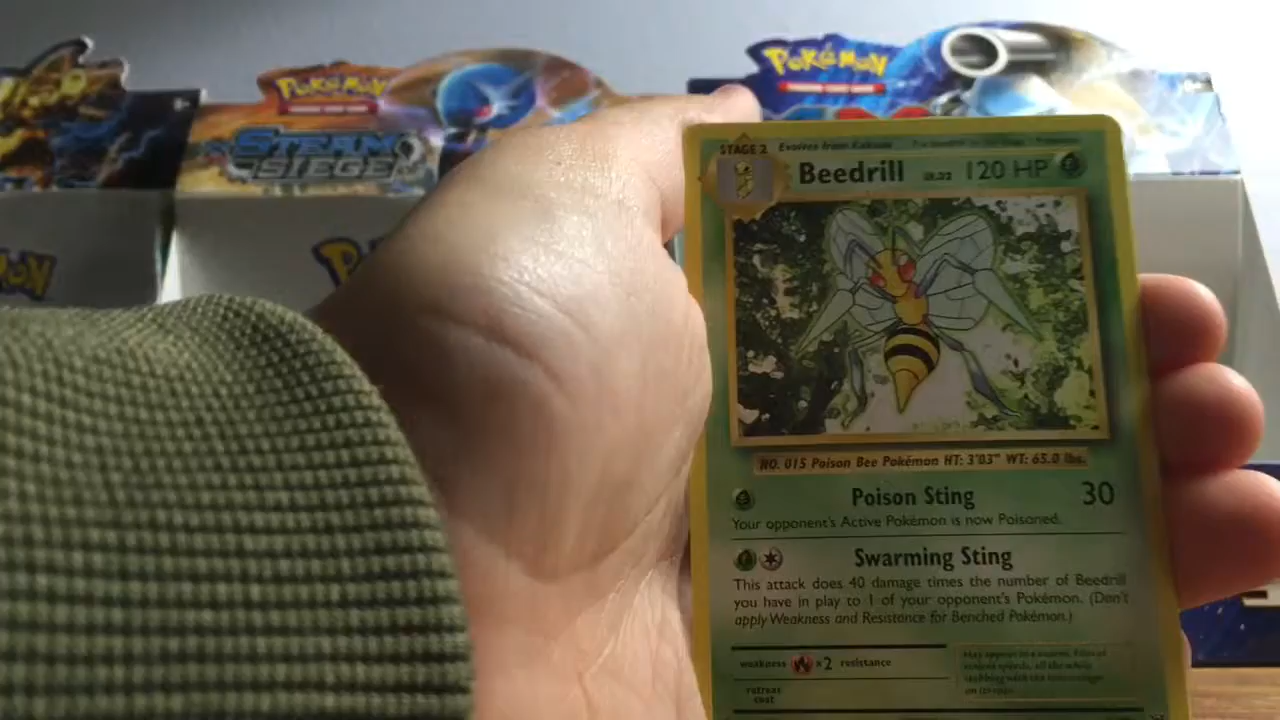 POKéMON
POKéMON
STEAM
SIEGE
STAGE 2 Evolves from Kakuna
Beedrill LV.32 120 HP
NO. 015 Poison Bee Pokémon HT: 3'03" WT: 65.0 lbs.
Poison Sting 30
Your opponent's Active Pokémon is now Poisoned.
Swarming Sting
This attack does 40 damage times the number of Beedrill
you have in play to 1 of your opponent's Pokémon. (Don't
apply Weakness and Resistance for Benched Pokémon.)
weakness ×2 resistance
retreat
cost